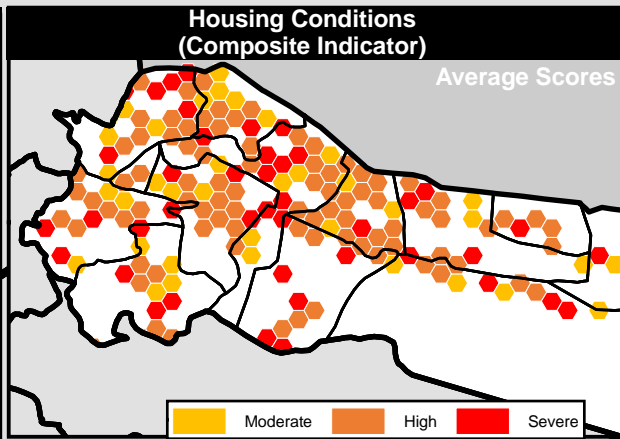 Housing Conditions
(Composite Indicator)
Average Scores
Moderate High Severe